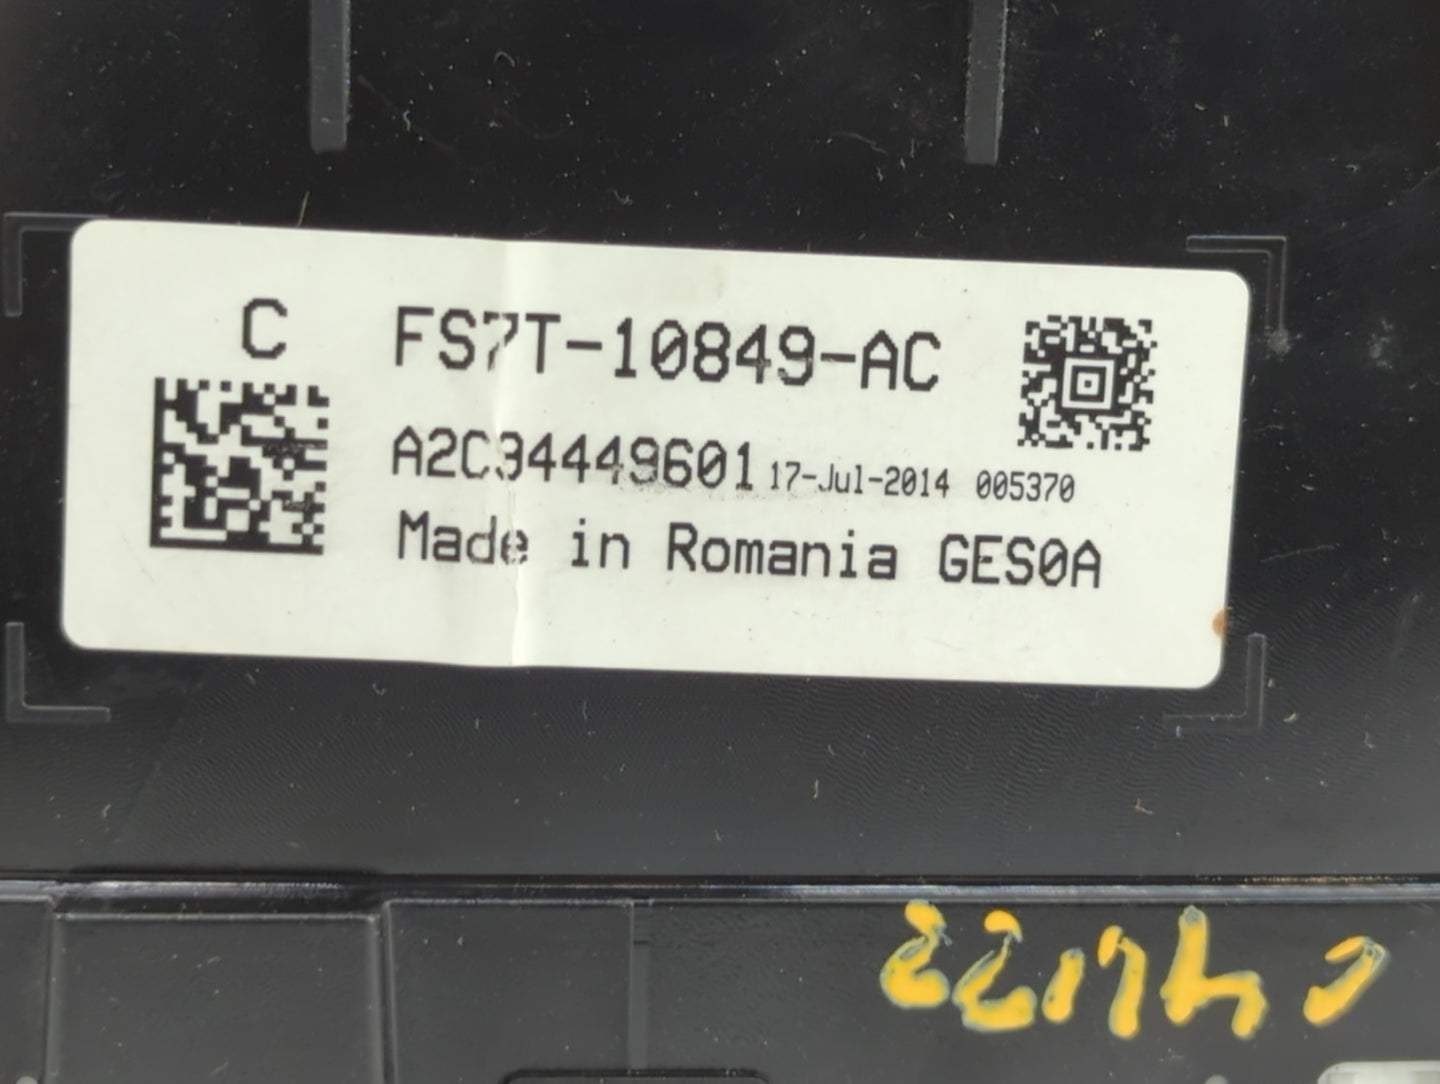 C FS7T-10849-AC
A2C34449601 17-Jul-2014 005370
Made in Romania GES0A